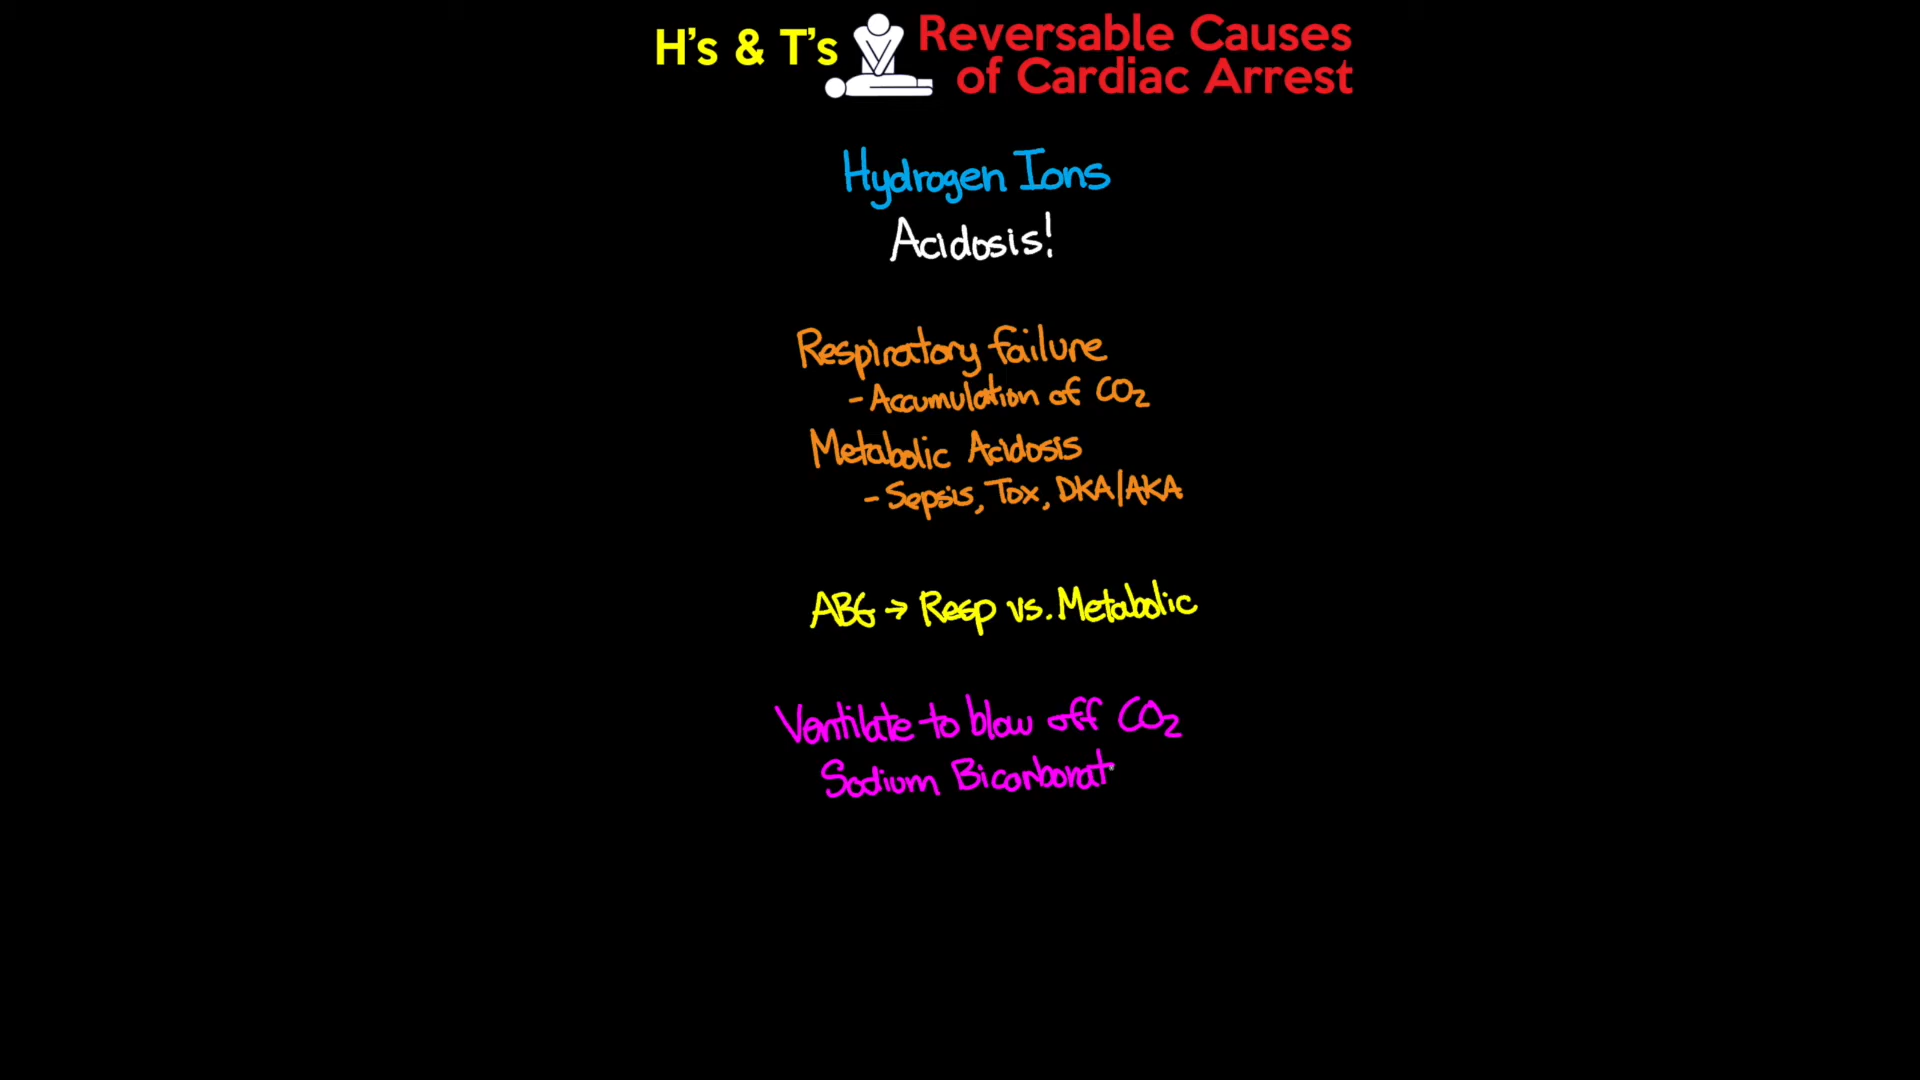 H's & T's
Reversable Causes
of Cardiac Arrest
Hydrogen Ions
Acidosis!
Respiratory failure
- Accumulation of CO₂
Metabolic Acidosis
- Sepsis, Tox, DKA/AKA
ABG → Resp vs. Metabolic
Ventilate to blow off CO₂
Sodium Bicarbonat